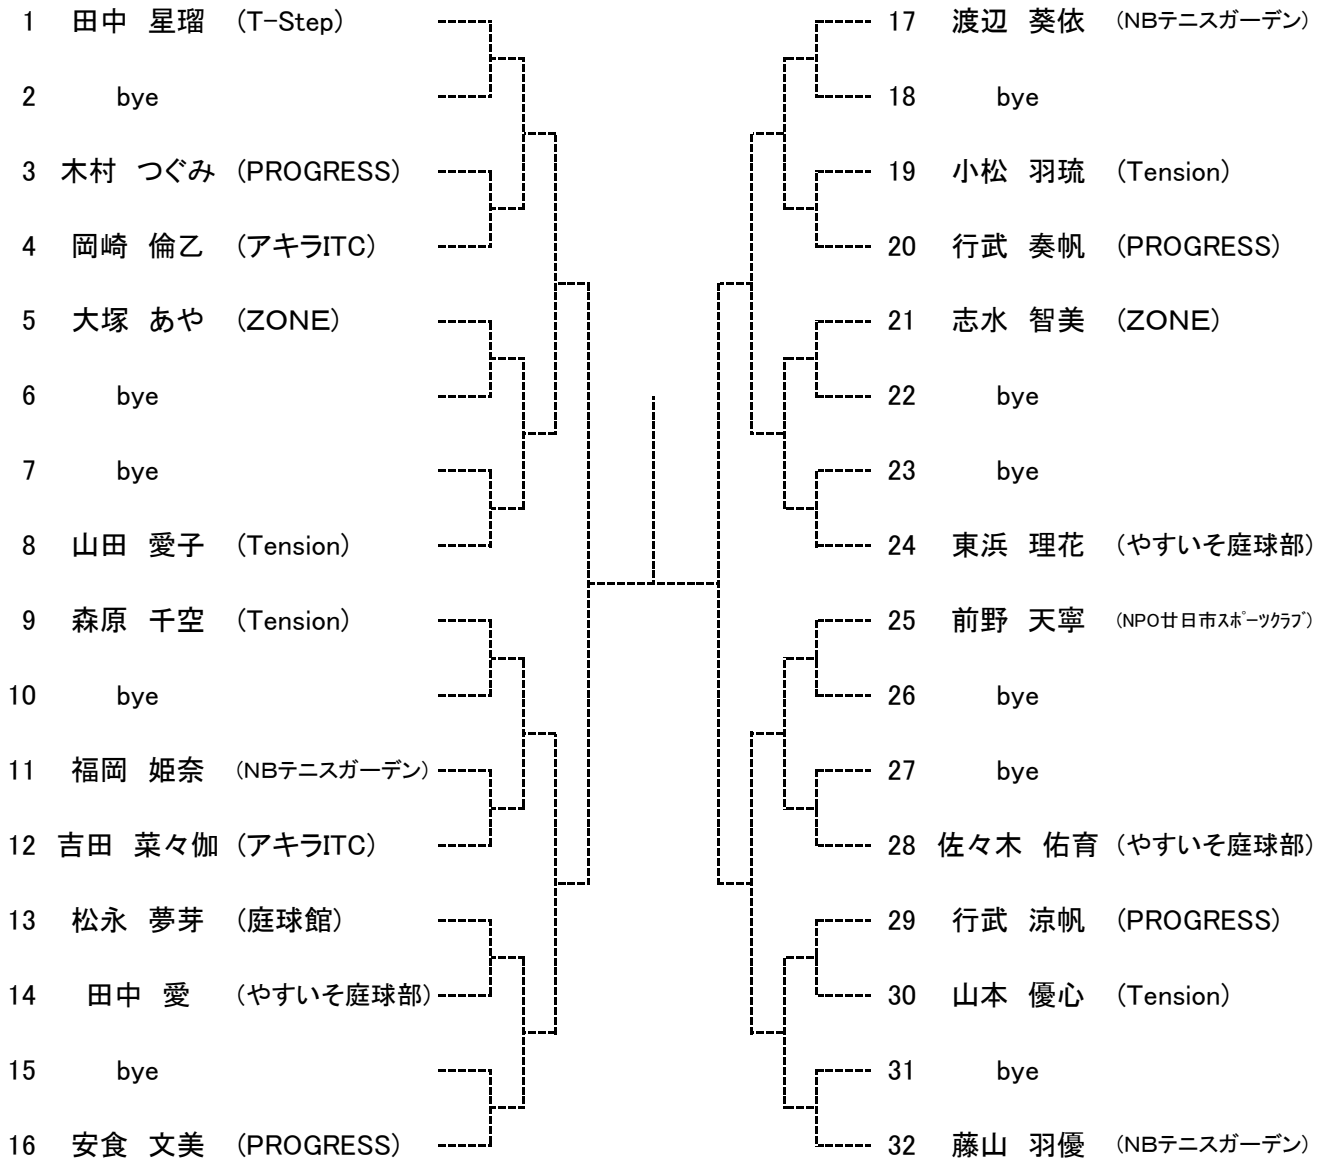 1 田中 星瑠 (T-Step)
2 bye
3 木村 つぐみ (PROGRESS)
4 岡崎 倫乙 (アキラITC)
5 大塚 あや (ZONE)
6 bye
7 bye
8 山田 愛子 (Tension)
9 森原 千空 (Tension)
10 bye
11 福岡 姫奈 (NBテニスガーデン)
12 吉田 菜々伽 (アキラITC)
13 松永 夢芽 (庭球館)
14 田中 愛 (やすいそ庭球部)
15 bye
16 安食 文美 (PROGRESS)
17 渡辺 葵依 (NBテニスガーデン)
18 bye
19 小松 羽琉 (Tension)
20 行武 奏帆 (PROGRESS)
21 志水 智美 (ZONE)
22 bye
23 bye
24 東浜 理花 (やすいそ庭球部)
25 前野 天寧 (NPO廿日市ｽﾎﾟｰﾂｸﾗﾌﾞ)
26 bye
27 bye
28 佐々木 佑育 (やすいそ庭球部)
29 行武 涼帆 (PROGRESS)
30 山本 優心 (Tension)
31 bye
32 藤山 羽優 (NBテニスガーデン)